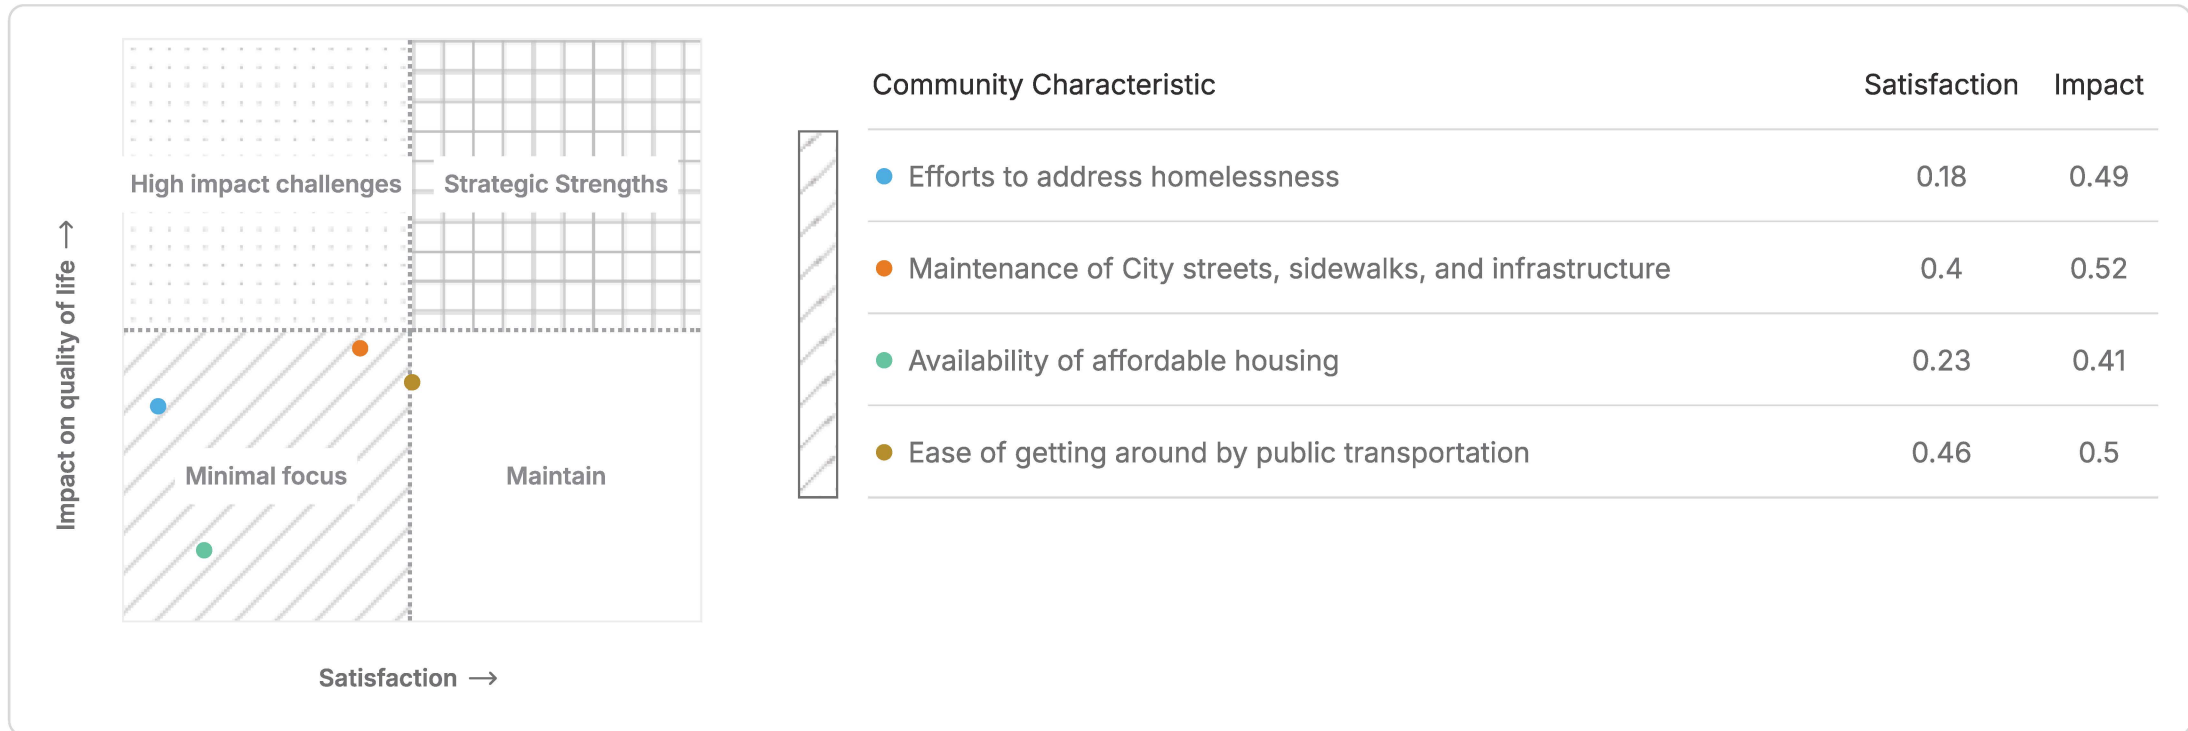 High impact challenges
Strategic Strengths
Impact on quality of life →
Minimal focus
Maintain
Satisfaction →
Community Characteristic Satisfaction Impact
Efforts to address homelessness 0.18 0.49
Maintenance of City streets, sidewalks, and infrastructure 0.4 0.52
Availability of affordable housing 0.23 0.41
Ease of getting around by public transportation 0.46 0.5